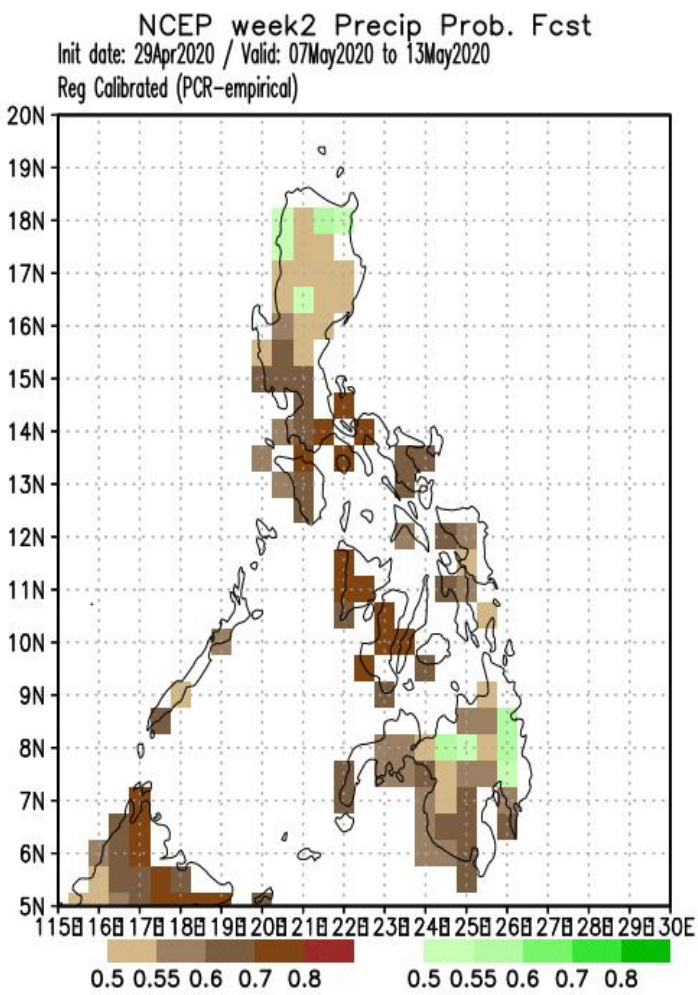 NCEP week2 Precip Prob. Fcst
Init date: 29Apr2020 / Valid: 07May2020 to 13May2020
Reg Calibrated (PCR-empirical)
20N
19N
18N
17N
16N
15N
14N
13N
12N
11N
10N
9N
8N
7N
6N
5N
115E 116E 117E 118E 119E 120E 121E 122E 123E 124E 125E 126E 127E 128E 129E 130E
0.5 0.55 0.6 0.7 0.8 0.5 0.55 0.6 0.7 0.8